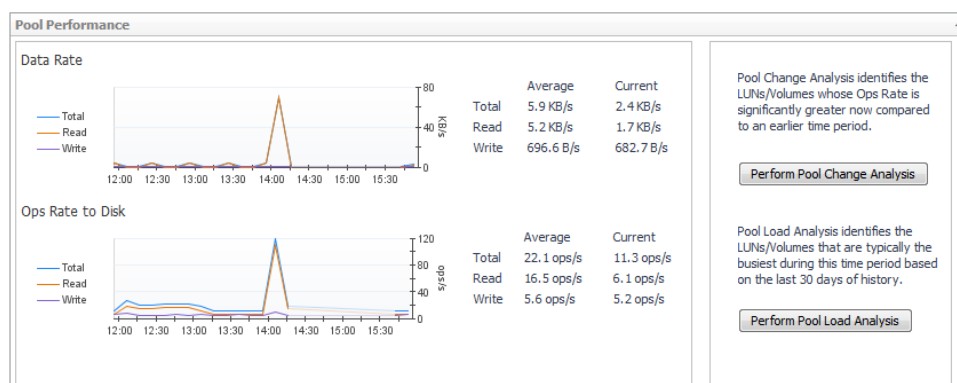 Pool Performance
Data Rate
Total
Read
Write
80
40
0
KB/s
12:00 12:30 13:00 13:30 14:00 14:30 15:00 15:30
Average Current
Total 5.9 KB/s 2.4 KB/s
Read 5.2 KB/s 1.7 KB/s
Write 696.6 B/s 682.7 B/s
Ops Rate to Disk
Total
Read
Write
120
80
40
0
ops/s
12:00 12:30 13:00 13:30 14:00 14:30 15:00 15:30
Average Current
Total 22.1 ops/s 11.3 ops/s
Read 16.5 ops/s 6.1 ops/s
Write 5.6 ops/s 5.2 ops/s
Pool Change Analysis identifies the
LUNs/Volumes whose Ops Rate is
significantly greater now compared
to an earlier time period.
Perform Pool Change Analysis
Pool Load Analysis identifies the
LUNs/Volumes that are typically the
busiest during this time period based
on the last 30 days of history.
Perform Pool Load Analysis